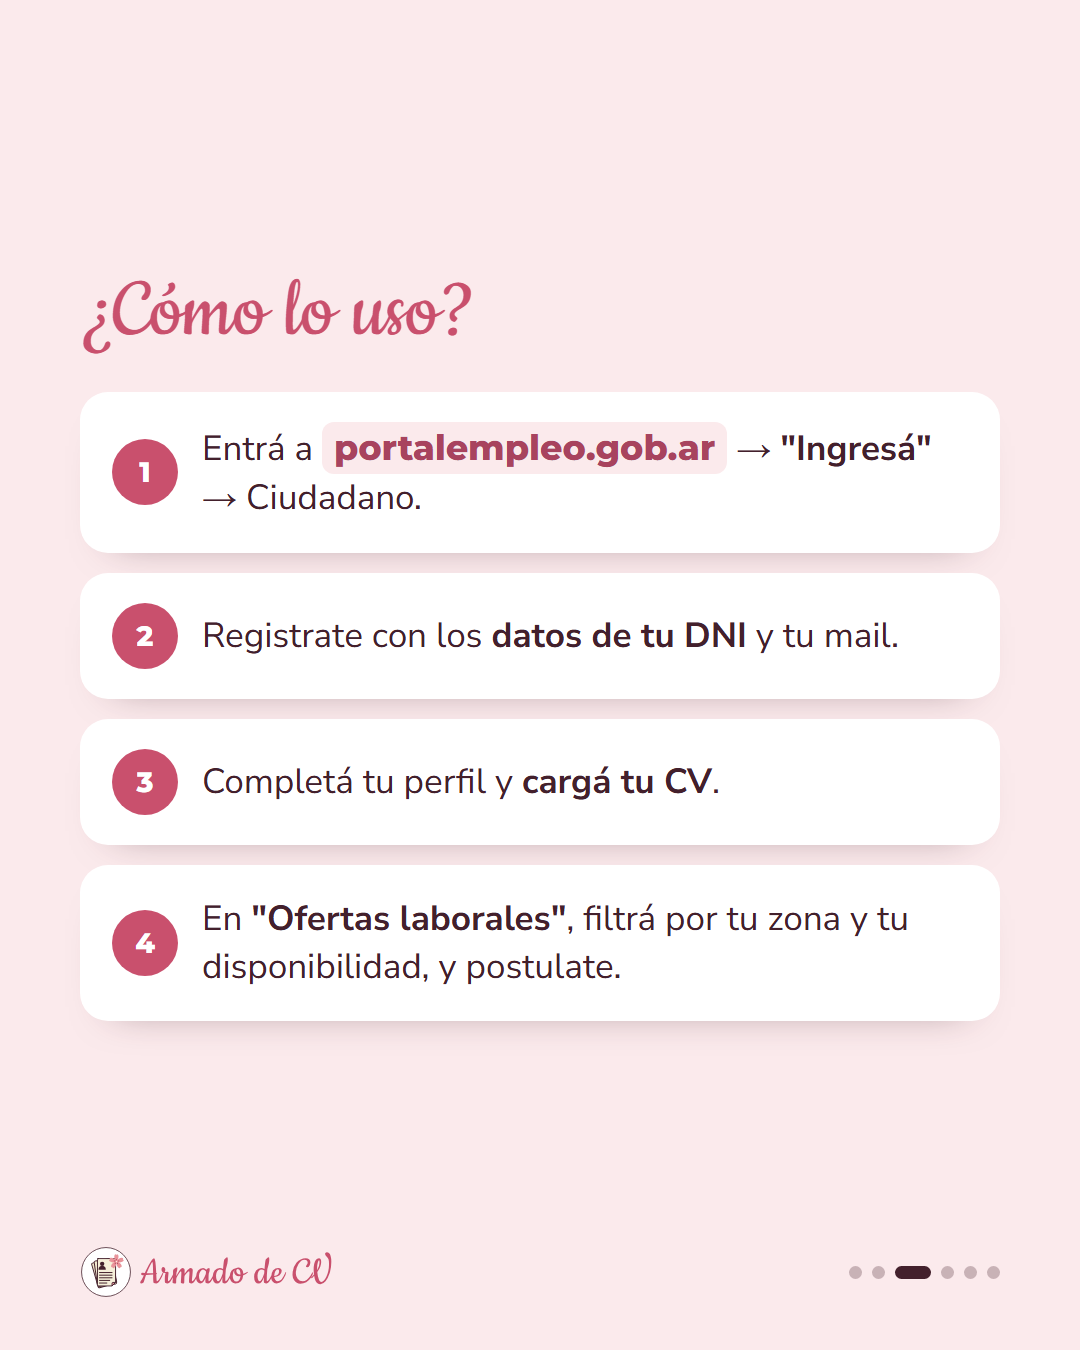 ¿Cómo lo uso?
1
Entrá a portalempleo.gob.ar → "Ingresá"
→ Ciudadano.
2
Registrate con los datos de tu DNI y tu mail.
3
Completá tu perfil y cargá tu CV.
4
En "Ofertas laborales", filtrá por tu zona y tu
disponibilidad, y postulate.
Armado de CV